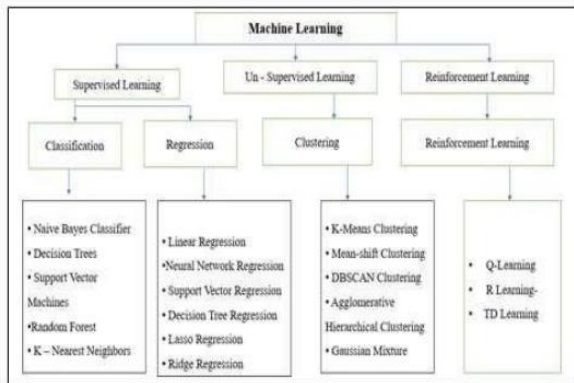 Machine Learning
Supervised Learning
Un - Supervised Learning
Reinforcement Learning
Classification
Regression
Clustering
Reinforcement Learning
• Naive Bayes Classifier
• Decision Trees
• Support Vector
Machines
•Random Forest
• K – Nearest Neighbors
• Linear Regression
•Neural Network Regression
• Support Vector Regression
• Decision Tree Regression
• Lasso Regression
• Ridge Regression
• K-Means Clustering
• Mean-shift Clustering
• DBSCAN Clustering
• Agglomerative
Hierarchical Clustering
• Gaussian Mixture
• Q-Learning
• R Learning-
• TD Learning